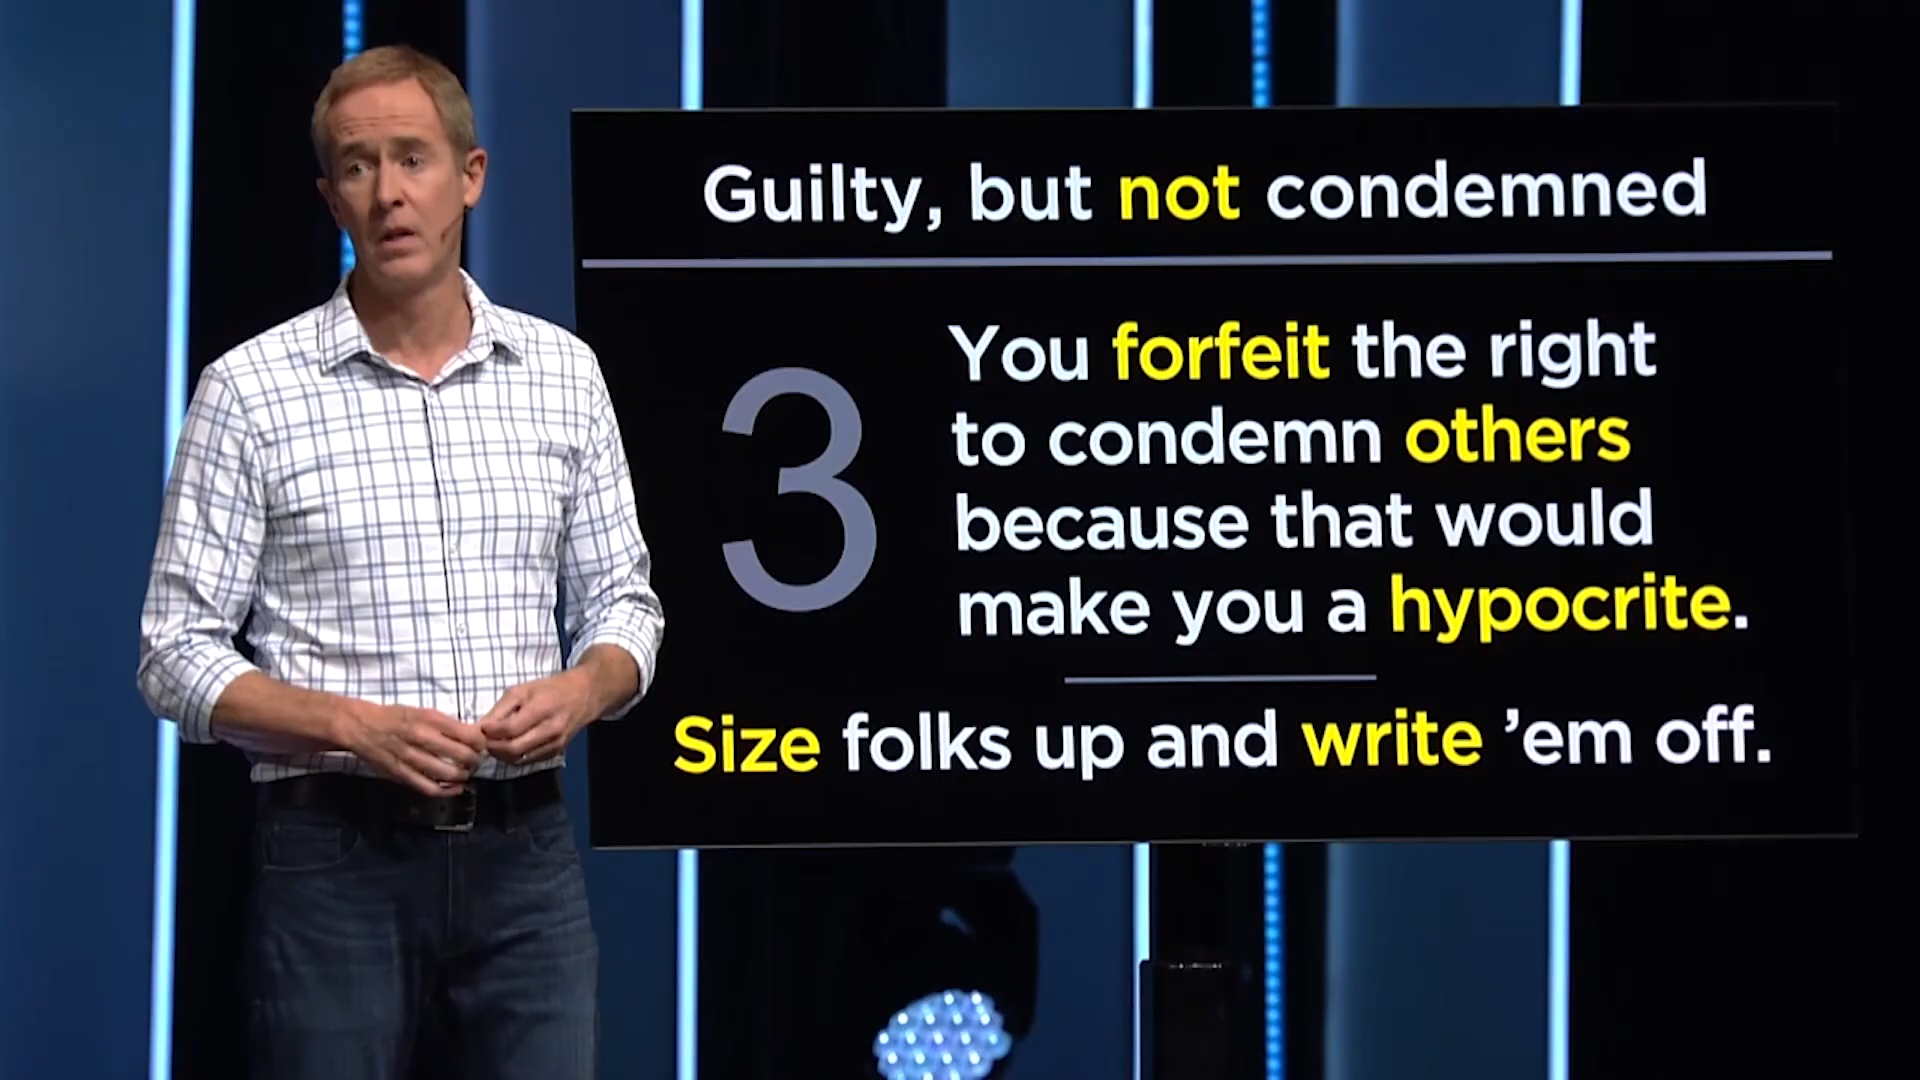 Guilty, but not condemned
3
You forfeit the right
to condemn others
because that would
make you a hypocrite.
Size folks up and write ’em off.